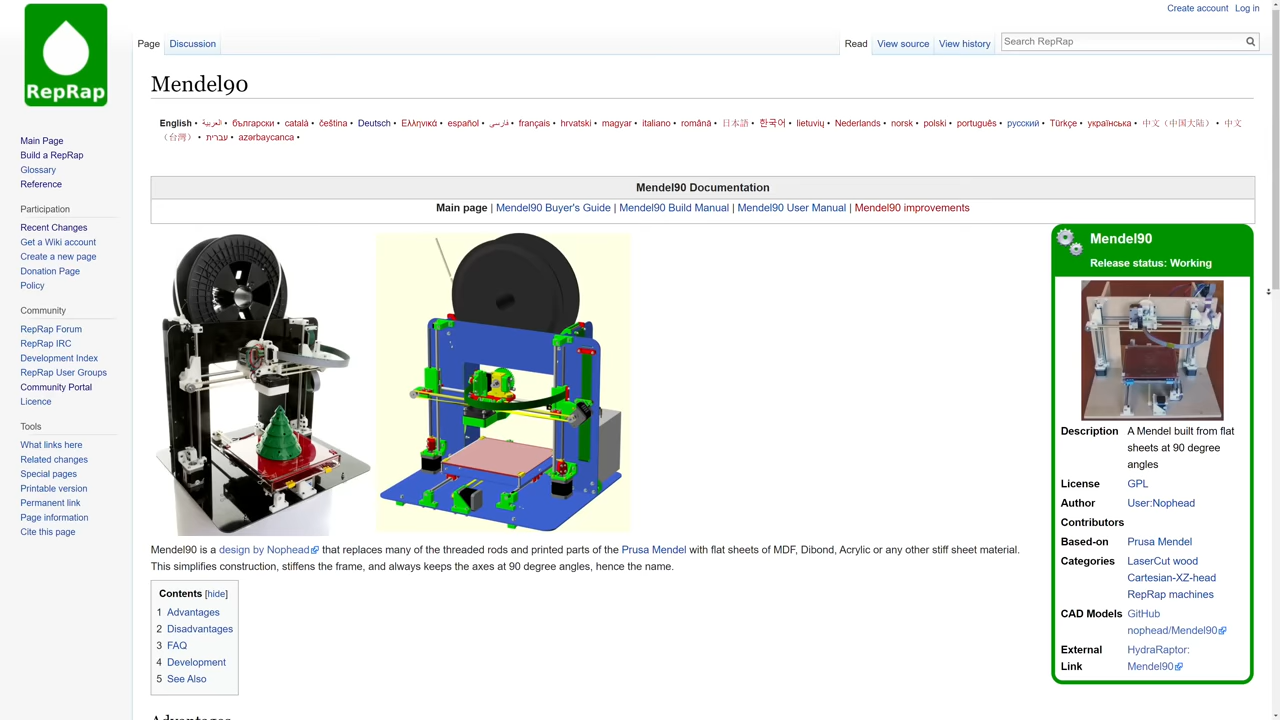 Create account Log in
RepRap
Page Discussion Read View source View history Search RepRap
Mendel90
English • العربية • български • català • čeština • Deutsch • Ελληνικά • español • فارسی • français • hrvatski • magyar • italiano • română • 日本語 • 한국어 • lietuvių • Nederlands • norsk • polski • português • русский • Türkçe • українська • 中文（中国大陆） • 中文
（台灣） • עברית • azərbaycanca •
Main Page
Build a RepRap
Glossary
Reference
Participation
Recent Changes
Get a Wiki account
Create a new page
Donation Page
Policy
Community
RepRap Forum
RepRap IRC
Development Index
RepRap User Groups
Community Portal
Licence
Tools
What links here
Related changes
Special pages
Printable version
Permanent link
Page information
Cite this page
Mendel90 Documentation
Main page | Mendel90 Buyer's Guide | Mendel90 Build Manual | Mendel90 User Manual | Mendel90 improvements
Mendel90 is a design by Nophead that replaces many of the threaded rods and printed parts of the Prusa Mendel with flat sheets of MDF, Dibond, Acrylic or any other stiff sheet material.
This simplifies construction, stiffens the frame, and always keeps the axes at 90 degree angles, hence the name.
Contents [hide]
1 Advantages
2 Disadvantages
3 FAQ
4 Development
5 See Also
Advantages
Mendel90
Release status: Working
Description A Mendel built from flat
sheets at 90 degree
angles
License GPL
Author User:Nophead
Contributors
Based-on Prusa Mendel
Categories LaserCut wood
Cartesian-XZ-head
RepRap machines
CAD Models GitHub
nophead/Mendel90
External HydraRaptor:
Link Mendel90